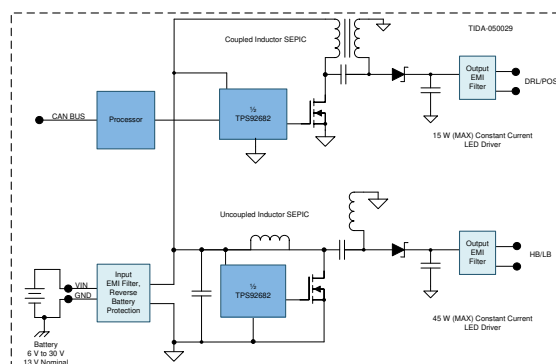 TIDA-050029
Coupled Inductor SEPIC
Output
EMI
Filter
DRL/POS
CAN BUS
Processor
½
TPS92682
15 W (MAX) Constant Current
LED Driver
Uncoupled Inductor SEPIC
Output
EMI
Filter
HB/LB
VIN
GND
Input
EMI Filter,
Reverse
Battery
Protection
½
TPS92682
45 W (MAX) Constant Current
LED Driver
Battery
6 V to 30 V
13 V Nominal